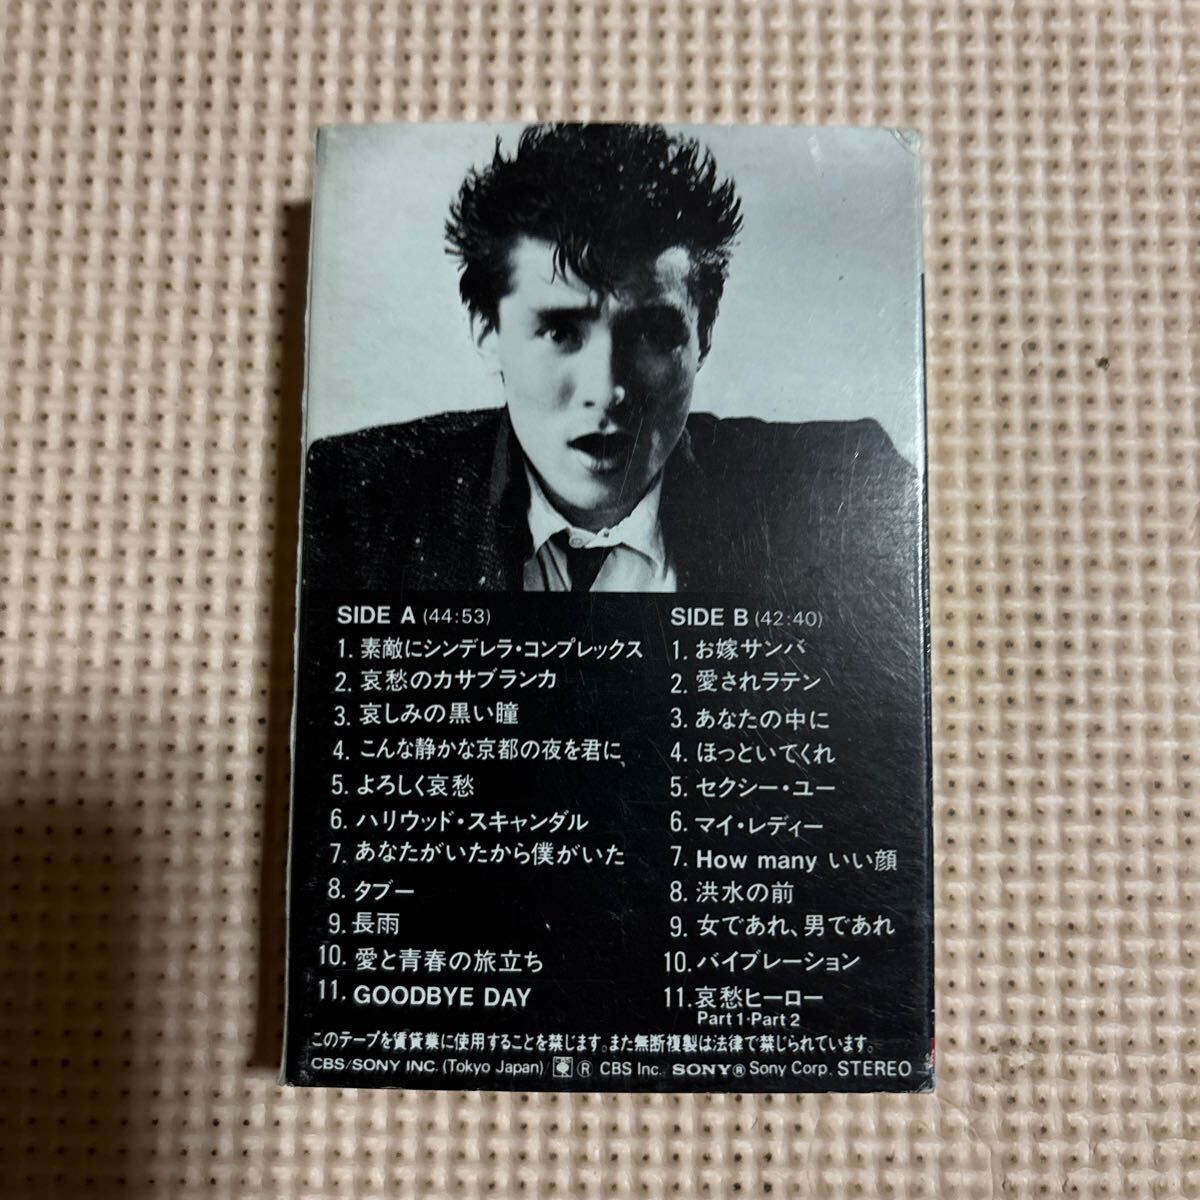 SIDE A (44:53)
1. 素敵にシンデレラ・コンプレックス
2. 哀愁のカサブランカ
3. 哀しみの黒い瞳
4. こんな静かな京都の夜を君に
5. よろしく哀愁
6. ハリウッド・スキャンダル
7. あなたがいたから僕がいた
8. タブー
9. 長雨
10. 愛と青春の旅立ち
11. GOODBYE DAY
SIDE B (42:40)
1. お嫁サンバ
2. 愛されラテン
3. あなたの中に
4. ほっといてくれ
5. セクシー・ユー
6. マイ・レディー
7. How many いい顔
8. 洪水の前
9. 女であれ、男であれ
10. バイブレーション
11. 哀愁ヒーロー
Part 1・Part 2
このテープを賃貸業に使用することを禁じます。また無断複製は法律で禁じられています。
CBS/SONY INC. (Tokyo Japan)/ ® CBS Inc. SONY® Sony Corp. STEREO